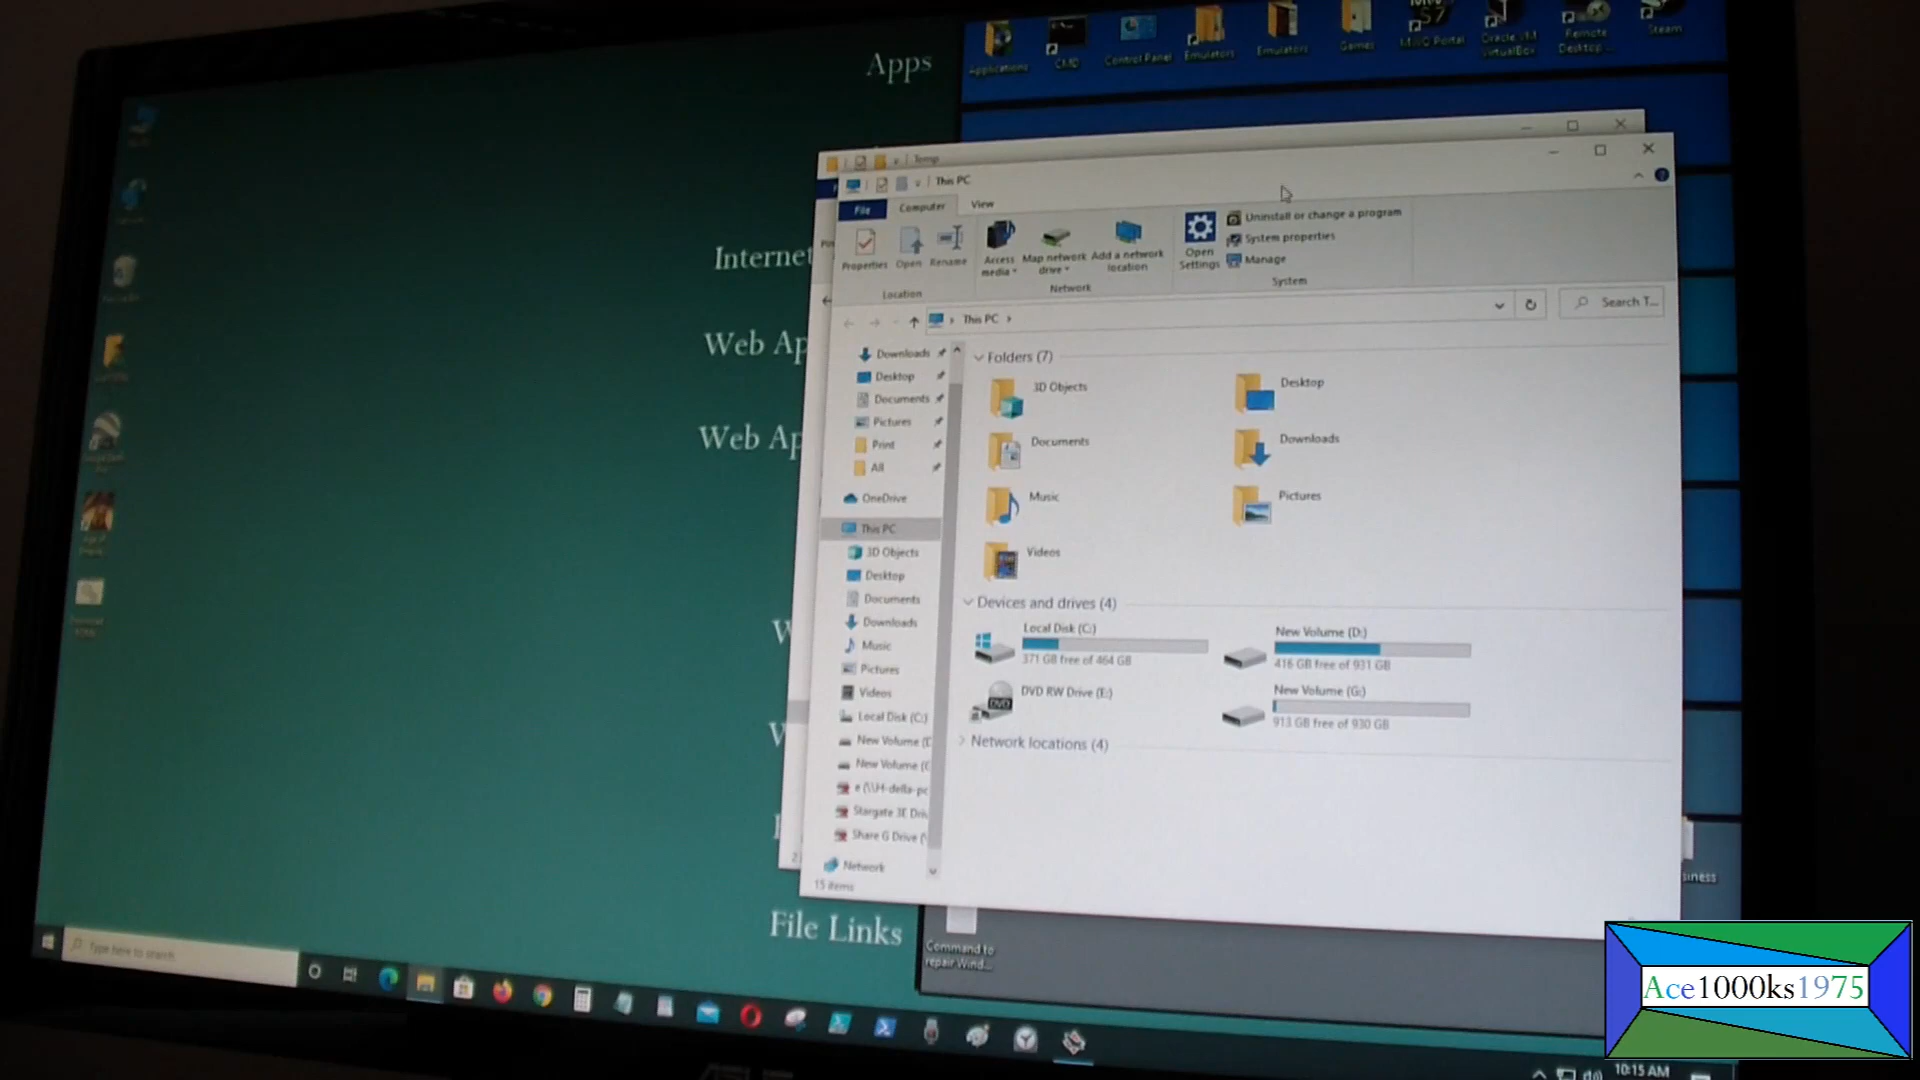 Apps
Applications
CMD
Control Panel
Emulators
Emulators
Games
Oracle VM VirtualBox
Remote Desktop ...
Steam
Temp
This PC
File
Computer
View
Properties
Open
Rename
Access media
Map network drive
Add a network location
Open Settings
Uninstall or change a program
System properties
Manage
Location
Network
System
This PC
Search T...
Internet
Web Ap
Web Ap
W
W
File Links
Downloads
Desktop
Documents
Pictures
Print
All
OneDrive
This PC
3D Objects
Desktop
Documents
Downloads
Music
Pictures
Videos
Local Disk (C:)
New Volume (D
New Volume (
Stargate 3E Driv
Share G Drive (
Network
15 items
Folders (7)
3D Objects
Desktop
Documents
Downloads
Music
Pictures
Videos
Devices and drives (4)
Local Disk (C:)
371 GB free of 464 GB
New Volume (D:)
416 GB free of 931 GB
DVD RW Drive (E:)
New Volume (G:)
913 GB free of 930 GB
Network locations (4)
siness
Command to repair Wind...
Type here to search
10:15 AM
Ace1000ks1975